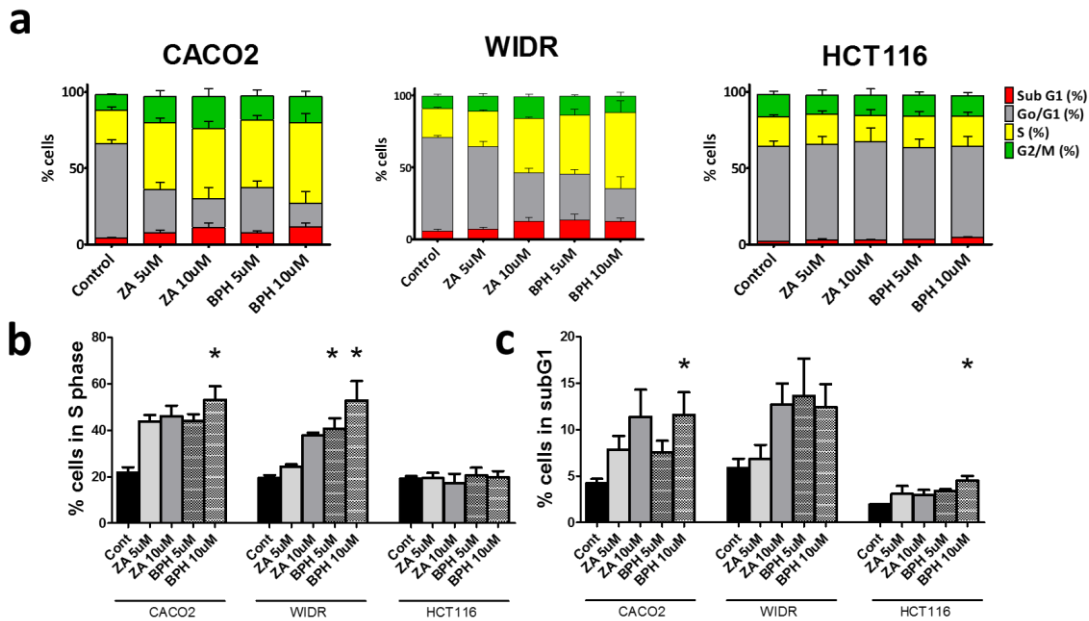 a
CACO2
WIDR
HCT116
% cells
100
50
0
Control
ZA 5uM
ZA 10uM
BPH 5uM
BPH 10uM
% cells
100
50
0
Control
ZA 5uM
ZA 10uM
BPH 5uM
BPH 10uM
% cells
100
50
0
Control
ZA 5uM
ZA 10uM
BPH 5uM
BPH 10uM
Sub G1 (%)
Go/G1 (%)
S (%)
G2/M (%)
b
% cells in S phase
80
60
40
20
0
* * *
Cont
ZA 5uM
ZA 10uM
BPH 5uM
BPH 10uM
Cont
ZA 5uM
ZA 10uM
BPH 5uM
BPH 10uM
Cont
ZA 5uM
ZA 10uM
BPH 5uM
BPH 10uM
CACO2
WIDR
HCT116
c
% cells in subG1
20
15
10
5
0
* *
Cont
ZA 5uM
ZA 10uM
BPH 5uM
BPH 10uM
Cont
ZA 5uM
ZA 10uM
BPH 5uM
BPH 10uM
Cont
ZA 5uM
ZA 10uM
BPH 5uM
BPH 10uM
CACO2
WIDR
HCT116